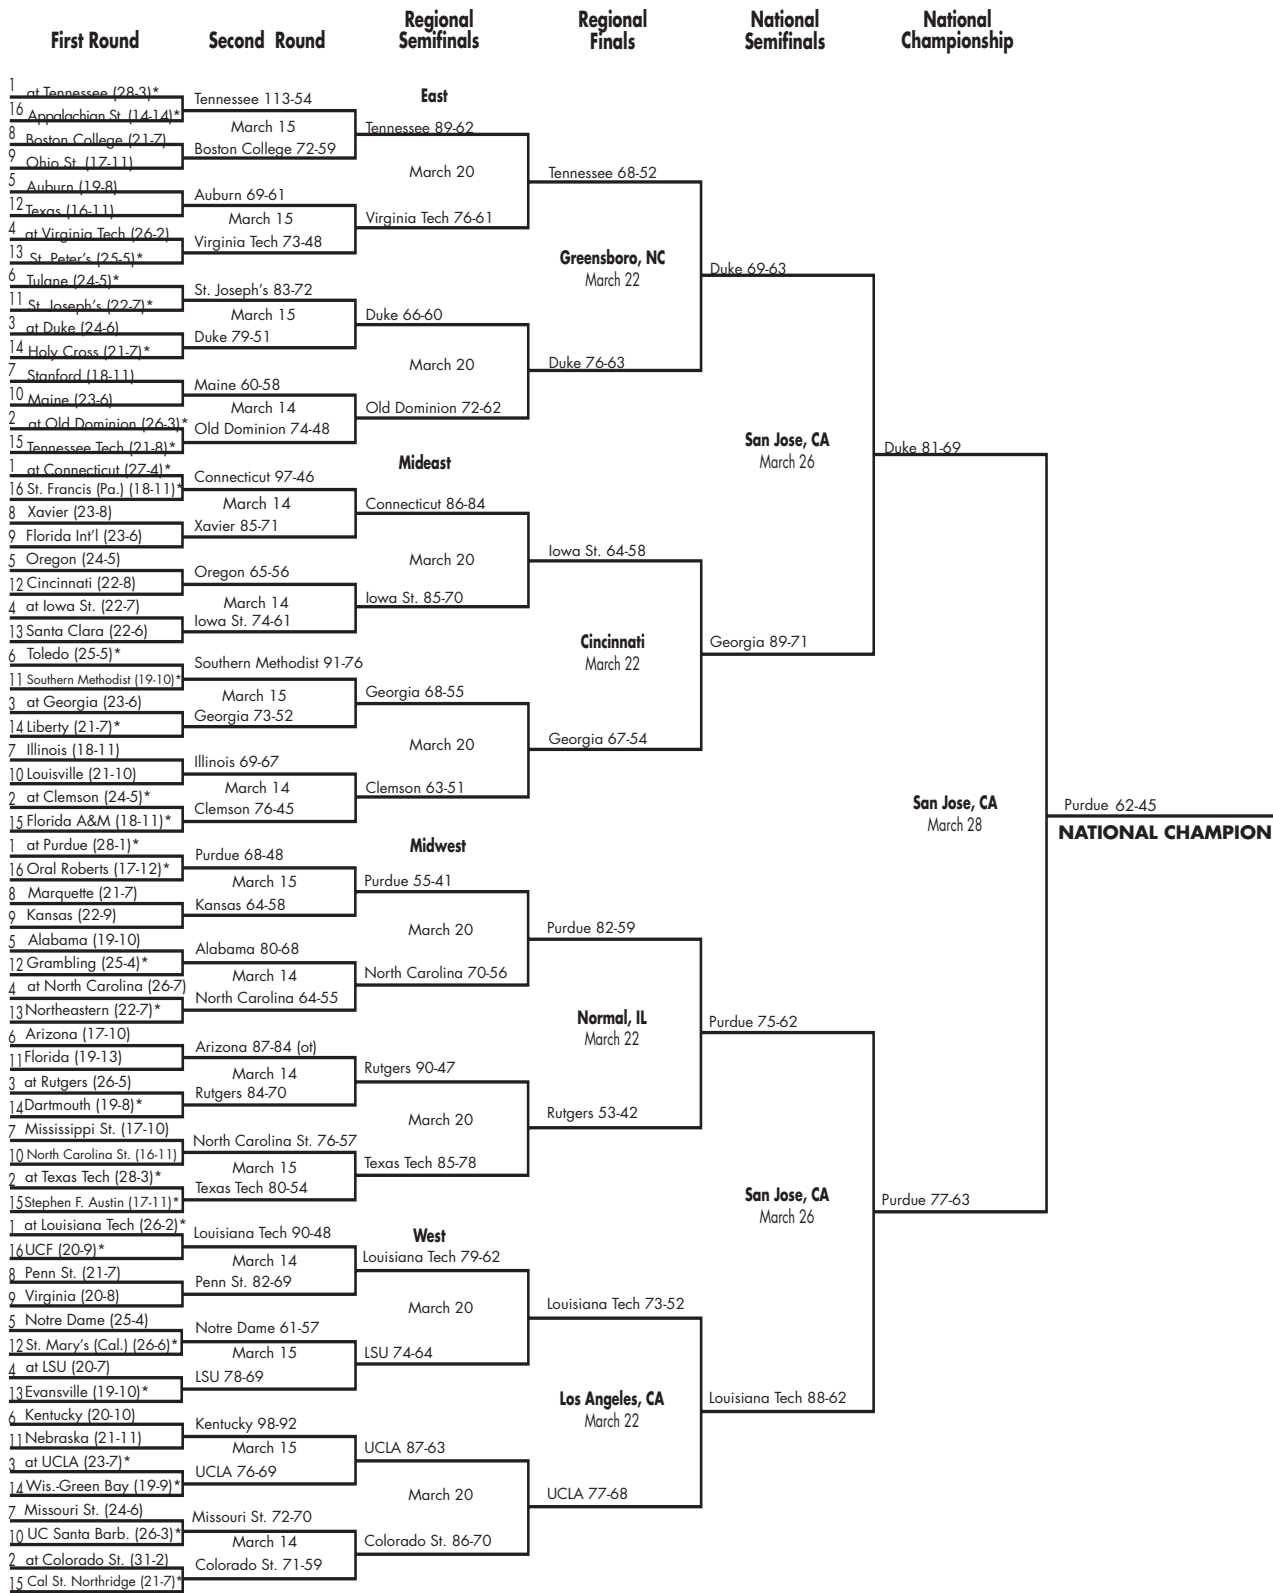 First Round
Second Round
Regional
Semifinals
Regional
Finals
National
Semifinals
National
Championship
1 at Tennessee (28-3)*
16 Appalachian St. (14-14)*
8 Boston College (21-7)
9 Ohio St. (17-11)
5 Auburn (19-8)
12 Texas (16-11)
4 at Virginia Tech (26-2)
13 St. Peter's (25-5)*
6 Tulane (24-5)*
11 St. Joseph's (22-7)*
3 at Duke (24-6)
14 Holy Cross (21-7)*
7 Stanford (18-11)
10 Maine (23-6)
2 at Old Dominion (26-3)*
15 Tennessee Tech (21-8)*
1 at Connecticut (27-4)*
16 St. Francis (Pa.) (18-11)*
8 Xavier (23-8)
9 Florida Int'l (23-6)
5 Oregon (24-5)
12 Cincinnati (22-8)
4 at Iowa St. (22-7)
13 Santa Clara (22-6)
6 Toledo (25-5)*
11 Southern Methodist (19-10)*
3 at Georgia (23-6)
14 Liberty (21-7)*
7 Illinois (18-11)
10 Louisville (21-10)
2 at Clemson (24-5)*
15 Florida A&M (18-11)*
1 at Purdue (28-1)*
16 Oral Roberts (17-12)*
8 Marquette (21-7)
9 Kansas (22-9)
5 Alabama (19-10)
12 Grambling (25-4)*
4 at North Carolina (26-7)
13 Northeastern (22-7)*
6 Arizona (17-10)
11 Florida (19-13)
3 at Rutgers (26-5)
14 Dartmouth (19-8)*
7 Mississippi St. (17-10)
10 North Carolina St. (16-11)
2 at Texas Tech (28-3)*
15 Stephen F. Austin (17-11)*
1 at Louisiana Tech (26-2)*
16 UCF (20-9)*
8 Penn St. (21-7)
9 Virginia (20-8)
5 Notre Dame (25-4)
12 St. Mary's (Cal.) (26-6)*
4 at LSU (20-7)
13 Evansville (19-10)*
6 Kentucky (20-10)
11 Nebraska (21-11)
3 at UCLA (23-7)*
14 Wis.-Green Bay (19-9)*
7 Missouri St. (24-6)
10 UC Santa Barb. (26-3)*
2 at Colorado St. (31-2)
15 Cal St. Northridge (21-7)*
Tennessee 113-54
March 15
Boston College 72-59
Auburn 69-61
March 15
Virginia Tech 73-48
St. Joseph's 83-72
March 15
Duke 79-51
Maine 60-58
March 14
Old Dominion 74-48
Connecticut 97-46
March 14
Xavier 85-71
Oregon 65-56
March 14
Iowa St. 74-61
Southern Methodist 91-76
March 15
Georgia 73-52
Illinois 69-67
March 14
Clemson 76-45
Purdue 68-48
March 15
Kansas 64-58
Alabama 80-68
March 14
North Carolina 64-55
Arizona 87-84 (ot)
March 14
Rutgers 84-70
North Carolina St. 76-57
March 15
Texas Tech 80-54
Louisiana Tech 90-48
March 14
Penn St. 82-69
Notre Dame 61-57
March 15
LSU 78-69
Kentucky 98-92
March 15
UCLA 76-69
Missouri St. 72-70
March 14
Colorado St. 71-59
East
Tennessee 89-62
March 20
Virginia Tech 76-61
Duke 66-60
March 20
Old Dominion 72-62
Mideast
Connecticut 86-84
March 20
Iowa St. 85-70
Georgia 68-55
March 20
Clemson 63-51
Midwest
Purdue 55-41
March 20
North Carolina 70-56
Rutgers 90-47
March 20
Texas Tech 85-78
West
Louisiana Tech 79-62
March 20
LSU 74-64
UCLA 87-63
March 20
Colorado St. 86-70
Tennessee 68-52
Greensboro, NC
March 22
Duke 76-63
Iowa St. 64-58
Cincinnati
March 22
Georgia 67-54
Purdue 82-59
Normal, IL
March 22
Rutgers 53-42
Louisiana Tech 73-52
Los Angeles, CA
March 22
UCLA 77-68
Duke 69-63
San Jose, CA
March 26
Georgia 89-71
Purdue 75-62
San Jose, CA
March 26
Louisiana Tech 88-62
Duke 81-69
San Jose, CA
March 28
Purdue 77-63
Purdue 62-45
NATIONAL CHAMPION